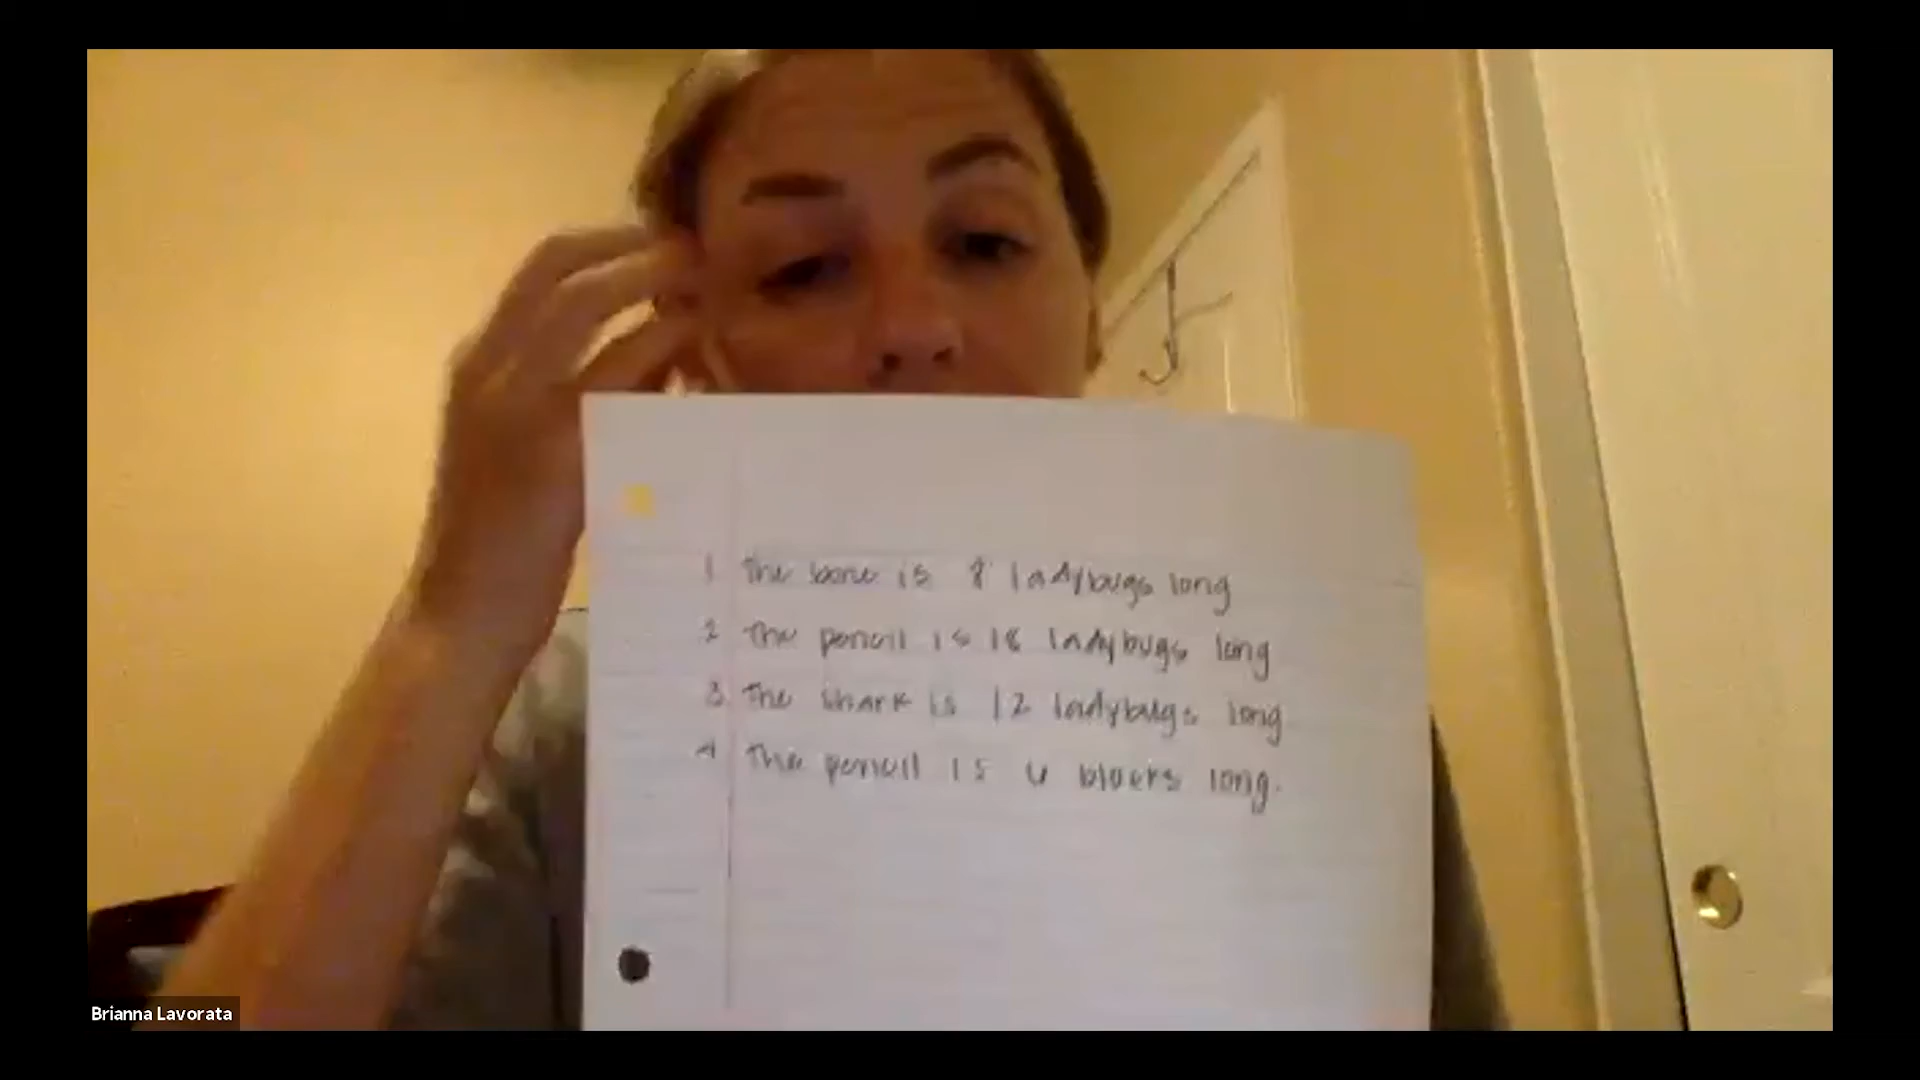 1 The bone is 8 ladybugs long
2 The pencil is 18 ladybugs long
3. The shark is 12 ladybugs long
4 The pencil is 6 blocks long.
Brianna Lavorata